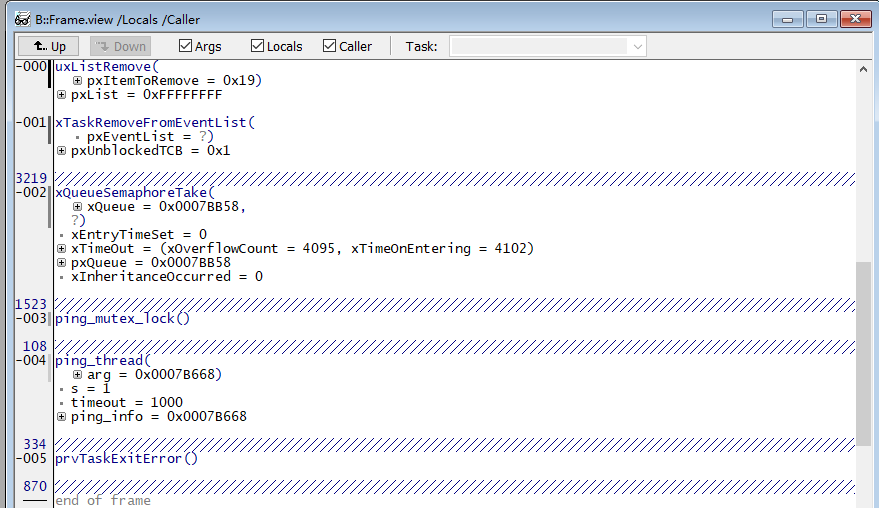 B::Frame.view /Locals /Caller
Up Down Args Locals Caller Task:
-000 uxListRemove(
pxItemToRemove = 0x19)
pxList = 0xFFFFFFFF
-001 xTaskRemoveFromEventList(
pxEventList = ?)
pxUnblockedTCB = 0x1
3219
-002 xQueueSemaphoreTake(
xQueue = 0x0007BB58,
?)
xEntryTimeSet = 0
xTimeOut = (xOverflowCount = 4095, xTimeOnEntering = 4102)
pxQueue = 0x0007BB58
xInheritanceOccurred = 0
1523
-003 ping_mutex_lock()
108
-004 ping_thread(
arg = 0x0007B668)
s = 1
timeout = 1000
ping_info = 0x0007B668
334
-005 prvTaskExitError()
870
end of frame